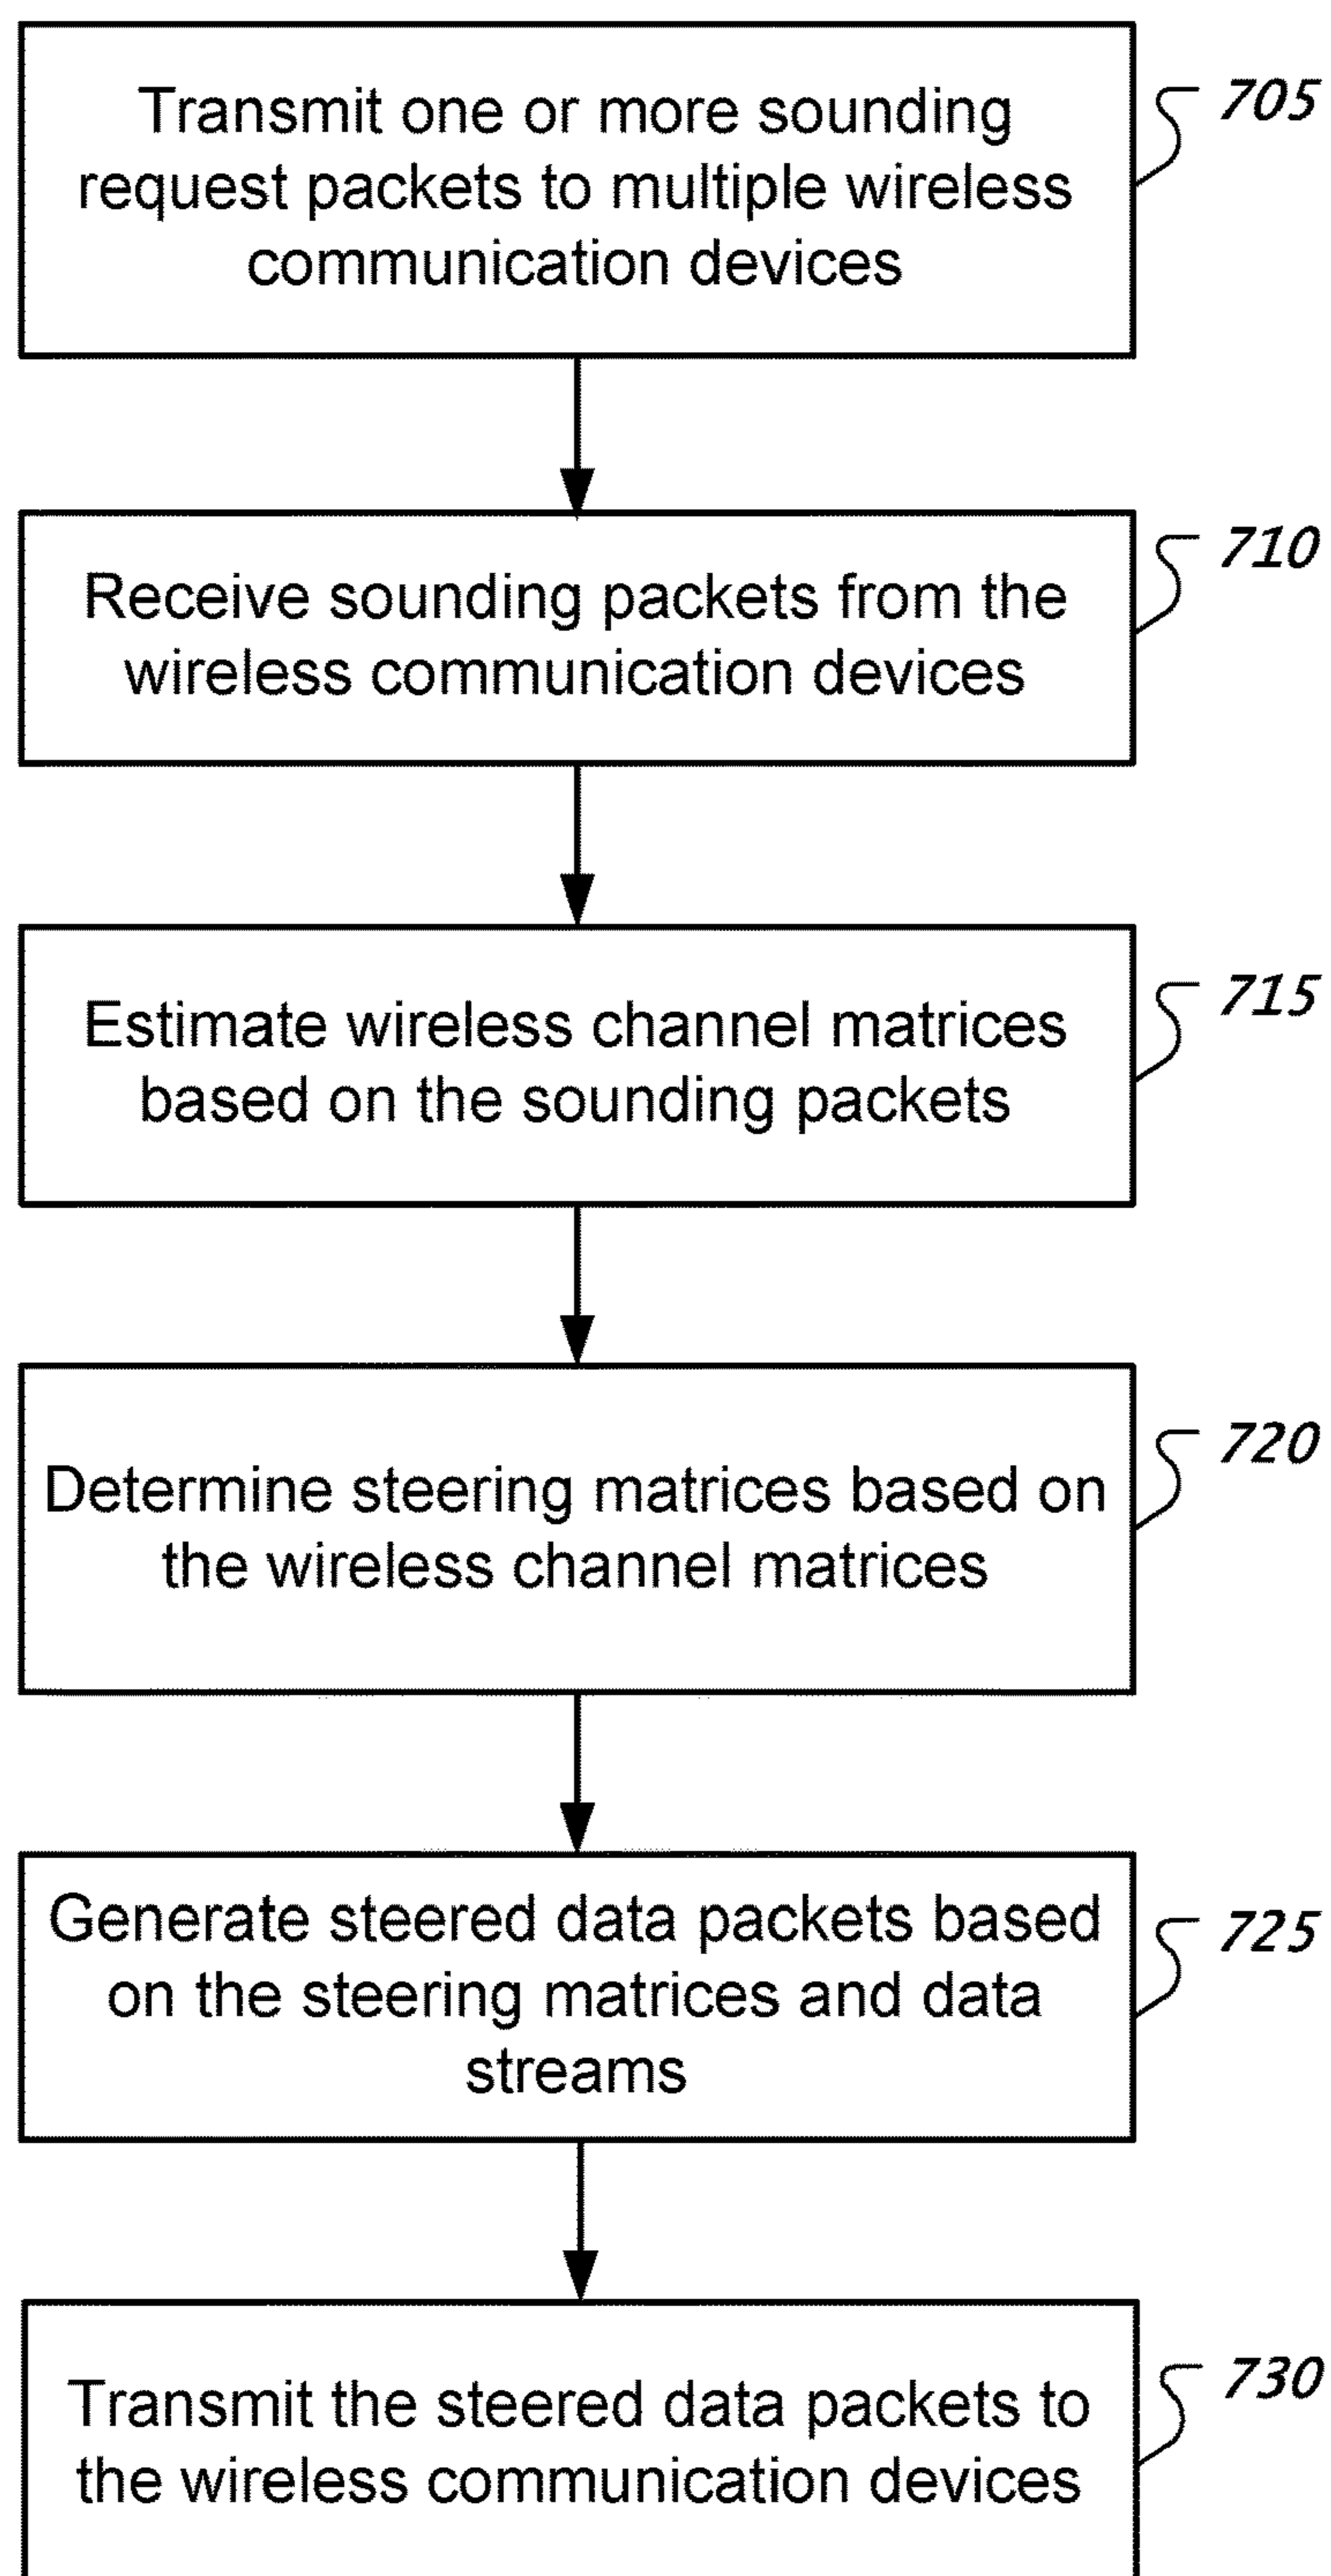 Transmit one or more sounding
request packets to multiple wireless
communication devices
705
Receive sounding packets from the
wireless communication devices
710
Estimate wireless channel matrices
based on the sounding packets
715
Determine steering matrices based on
the wireless channel matrices
720
Generate steered data packets based
on the steering matrices and data
streams
725
Transmit the steered data packets to
the wireless communication devices
730